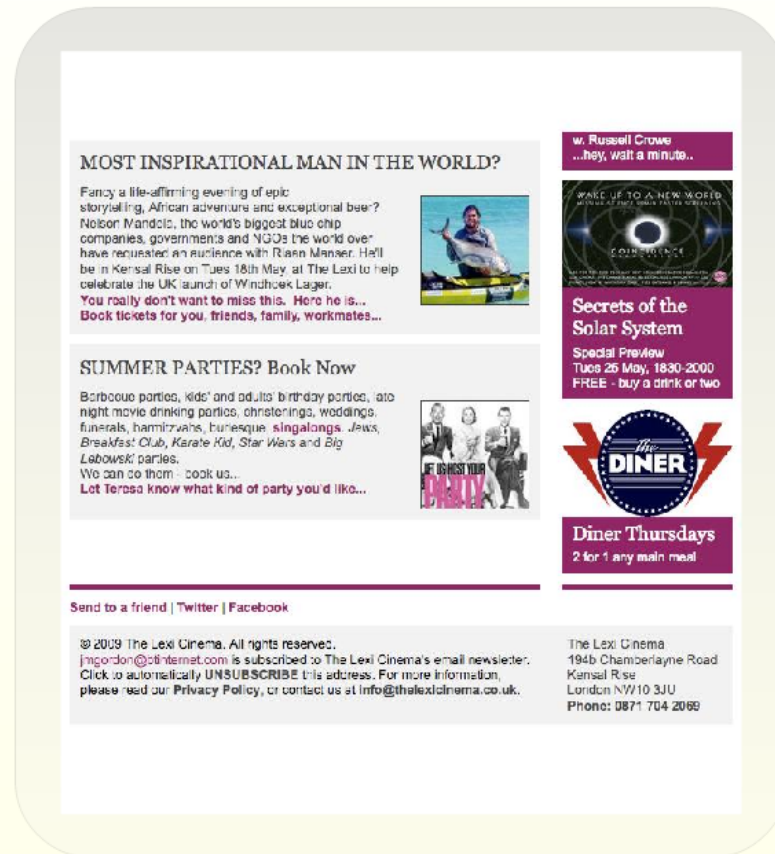 MOST INSPIRATIONAL MAN IN THE WORLD?
Fancy a life-affirming evening of epic
storytelling, African adventure and exceptional beer?
Nelson Mandela, the world's biggest blue chip
companies, governments and NGOs the world over
have requested an audience with Riaan Manser. He'll
be in Kensal Rise on Tues 18th May, at The Lexi to help
celebrate the UK launch of Windhoek Lager.
You really don't want to miss this. Here he is...
Book tickets for you, friends, family, workmates...
SUMMER PARTIES? Book Now
Barbecue parties, kids' and adults' birthday parties, late
night movie drinking parties, christenings, weddings,
funerals, barmitzvahs, burlesque, singalongs. Jaws,
Breakfast Club, Karate Kid, Star Wars and Big
Lebowski parties.
We can do them - book us...
Let Teresa know what kind of party you'd like...
LET US HOST YOUR
PARTY
w. Russell Crowe
...hey, wait a minute..
WAKE UP TO A NEW WORLD
COINCIDENCE
Secrets of the
Solar System
Special Preview
Tues 25 May, 1830-2000
FREE - buy a drink or two
The
DINER
Diner Thursdays
2 for 1 any main meal
Send to a friend | Twitter | Facebook
© 2009 The Lexi Cinema. All rights reserved.
jmgordon@btinternet.com is subscribed to The Lexi Cinema's email newsletter.
Click to automatically UNSUBSCRIBE this address. For more information,
please read our Privacy Policy, or contact us at info@thelexicinema.co.uk.
The Lexi Cinema
194b Chamberlayne Road
Kensal Rise
London NW10 3JU
Phone: 0871 704 2069